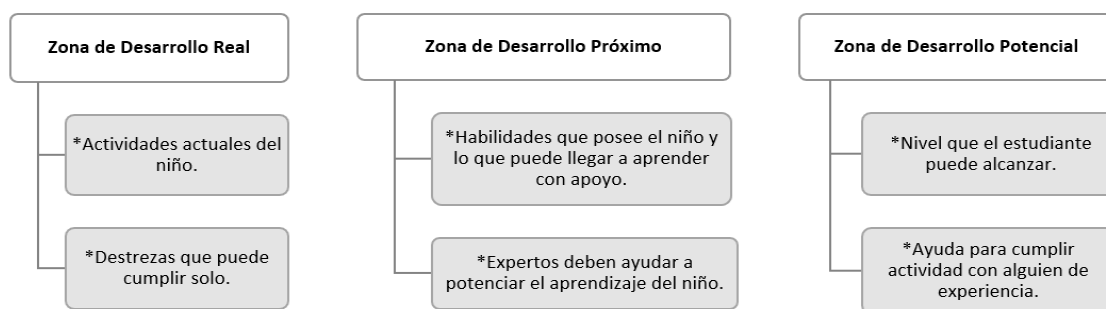 Zona de Desarrollo Real
*Actividades actuales del
niño.
*Destrezas que puede
cumplir solo.
Zona de Desarrollo Próximo
*Habilidades que posee el niño y
lo que puede llegar a aprender
con apoyo.
*Expertos deben ayudar a
potenciar el aprendizaje del niño.
Zona de Desarrollo Potencial
*Nivel que el estudiante
puede alcanzar.
*Ayuda para cumplir
actividad con alguien de
experiencia.